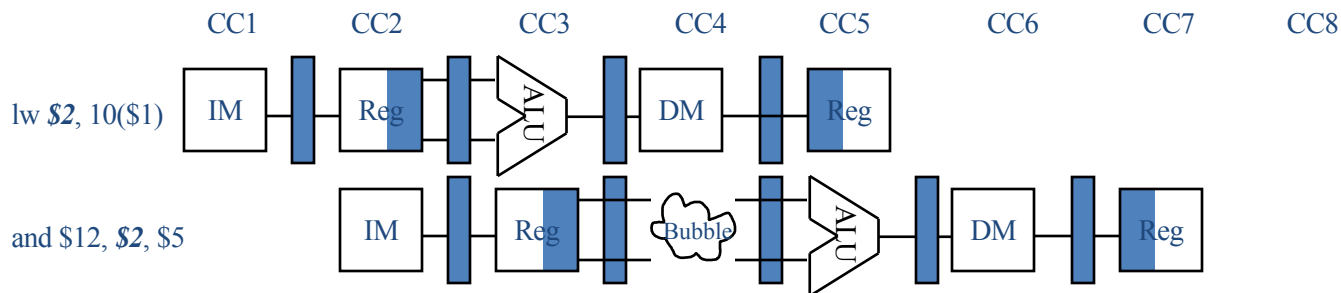 CC1 CC2 CC3 CC4 CC5 CC6 CC7 CC8
lw $2, 10($1) IM Reg ALU DM Reg
and $12, $2, $5 IM Reg Bubble ALU DM Reg